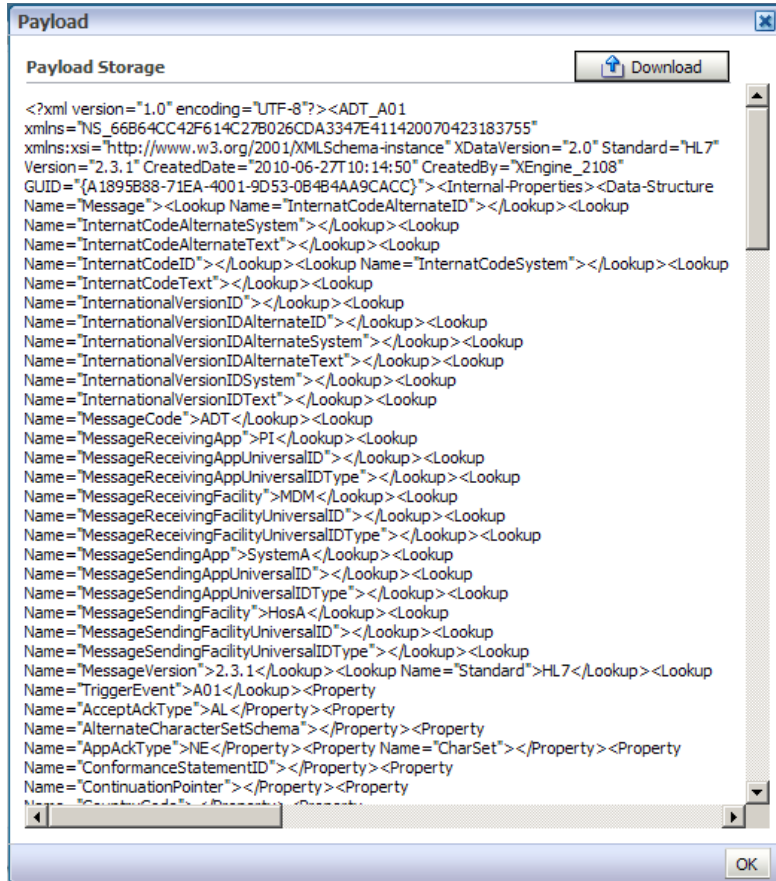 Payload
Payload Storage
Download
<?xml version="1.0" encoding="UTF-8"?><ADT_A01
xmlns="NS_66B64CC42F614C27B026CDA3347E411420070423183755"
xmlns:xsi="http://www.w3.org/2001/XMLSchema-instance" XDataVersion="2.0" Standard="HL7"
Version="2.3.1" CreatedDate="2010-06-27T10:14:50" CreatedBy="XEngine_2108"
GUID="{A1895B88-71EA-4001-9D53-0B4B4AA9CACC}"><Internal-Properties><Data-Structure
Name="Message"><Lookup Name="InternatCodeAlternateID"></Lookup><Lookup
Name="InternatCodeAlternateSystem"></Lookup><Lookup
Name="InternatCodeAlternateText"></Lookup><Lookup
Name="InternatCodeID"></Lookup><Lookup Name="InternatCodeSystem"></Lookup><Lookup
Name="InternatCodeText"></Lookup><Lookup
Name="InternationalVersionID"></Lookup><Lookup
Name="InternationalVersionIDAlternateID"></Lookup><Lookup
Name="InternationalVersionIDAlternateSystem"></Lookup><Lookup
Name="InternationalVersionIDAlternateText"></Lookup><Lookup
Name="InternationalVersionIDSystem"></Lookup><Lookup
Name="InternationalVersionIDText"></Lookup><Lookup
Name="MessageCode">ADT</Lookup><Lookup
Name="MessageReceivingApp">PI</Lookup><Lookup
Name="MessageReceivingAppUniversalID"></Lookup><Lookup
Name="MessageReceivingAppUniversalIDType"></Lookup><Lookup
Name="MessageReceivingFacility">MDM</Lookup><Lookup
Name="MessageReceivingFacilityUniversalID"></Lookup><Lookup
Name="MessageReceivingFacilityUniversalIDType"></Lookup><Lookup
Name="MessageSendingApp">SystemA</Lookup><Lookup
Name="MessageSendingAppUniversalID"></Lookup><Lookup
Name="MessageSendingAppUniversalIDType"></Lookup><Lookup
Name="MessageSendingFacility">HosA</Lookup><Lookup
Name="MessageSendingFacilityUniversalID"></Lookup><Lookup
Name="MessageSendingFacilityUniversalIDType"></Lookup><Lookup
Name="MessageVersion">2.3.1</Lookup><Lookup Name="Standard">HL7</Lookup><Lookup
Name="TriggerEvent">A01</Lookup><Property
Name="AcceptAckType">AL</Property><Property
Name="AlternateCharacterSetSchema"></Property><Property
Name="AppAckType">NE</Property><Property Name="CharSet"></Property><Property
Name="ConformanceStatementID"></Property><Property
Name="ContinuationPointer"></Property><Property
Name="CountryCode"></Property><Property
OK